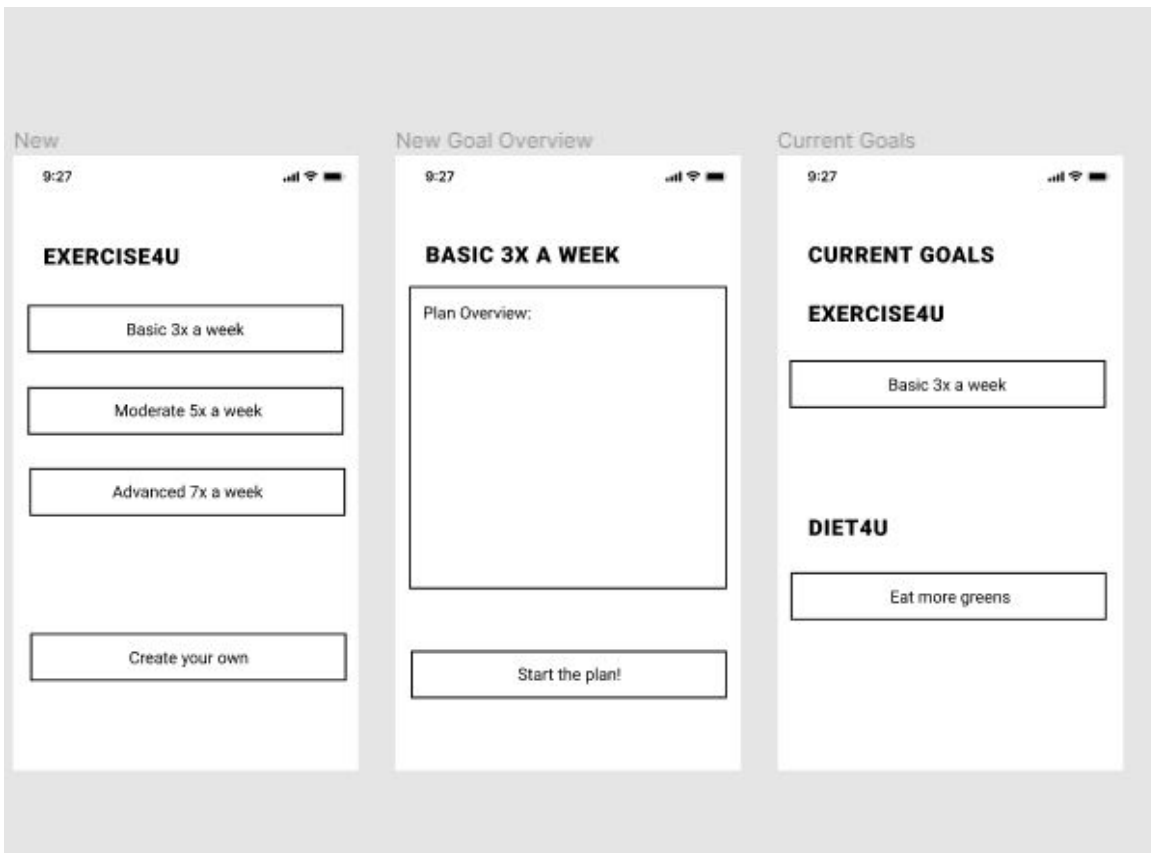 New
9:27
EXERCISE4U
Basic 3x a week
Moderate 5x a week
Advanced 7x a week
Create your own
New Goal Overview
9:27
BASIC 3X A WEEK
Plan Overview:
Start the plan!
Current Goals
9:27
CURRENT GOALS
EXERCISE4U
Basic 3x a week
DIET4U
Eat more greens